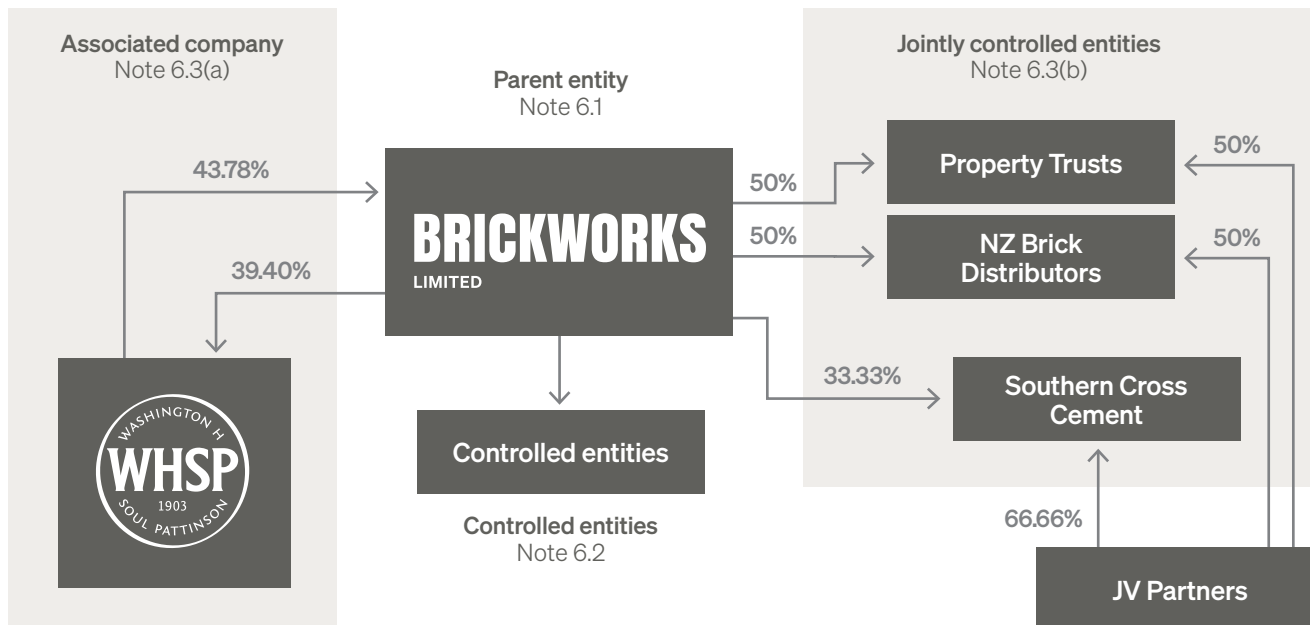 Associated company
Note 6.3(a)
43.78%
39.40%
WASHINGTON H
WHSP
1903
SOUL PATTINSON
Parent entity
Note 6.1
BRICKWORKS
LIMITED
Controlled entities
Controlled entities
Note 6.2
Jointly controlled entities
Note 6.3(b)
50%
Property Trusts
50%
50%
NZ Brick
Distributors
50%
33.33%
Southern Cross
Cement
66.66%
JV Partners